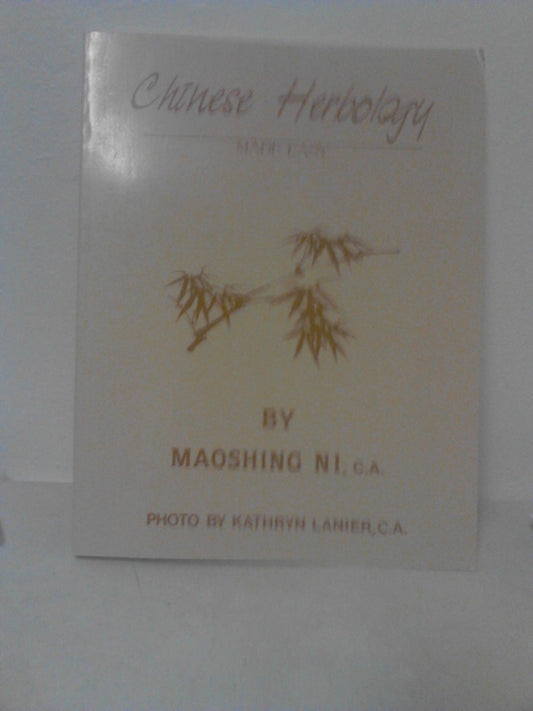 Chinese Herbology
MADE EASY
BY
MAOSHING NI, C.A.
PHOTO BY KATHRYN LANIER, C.A.